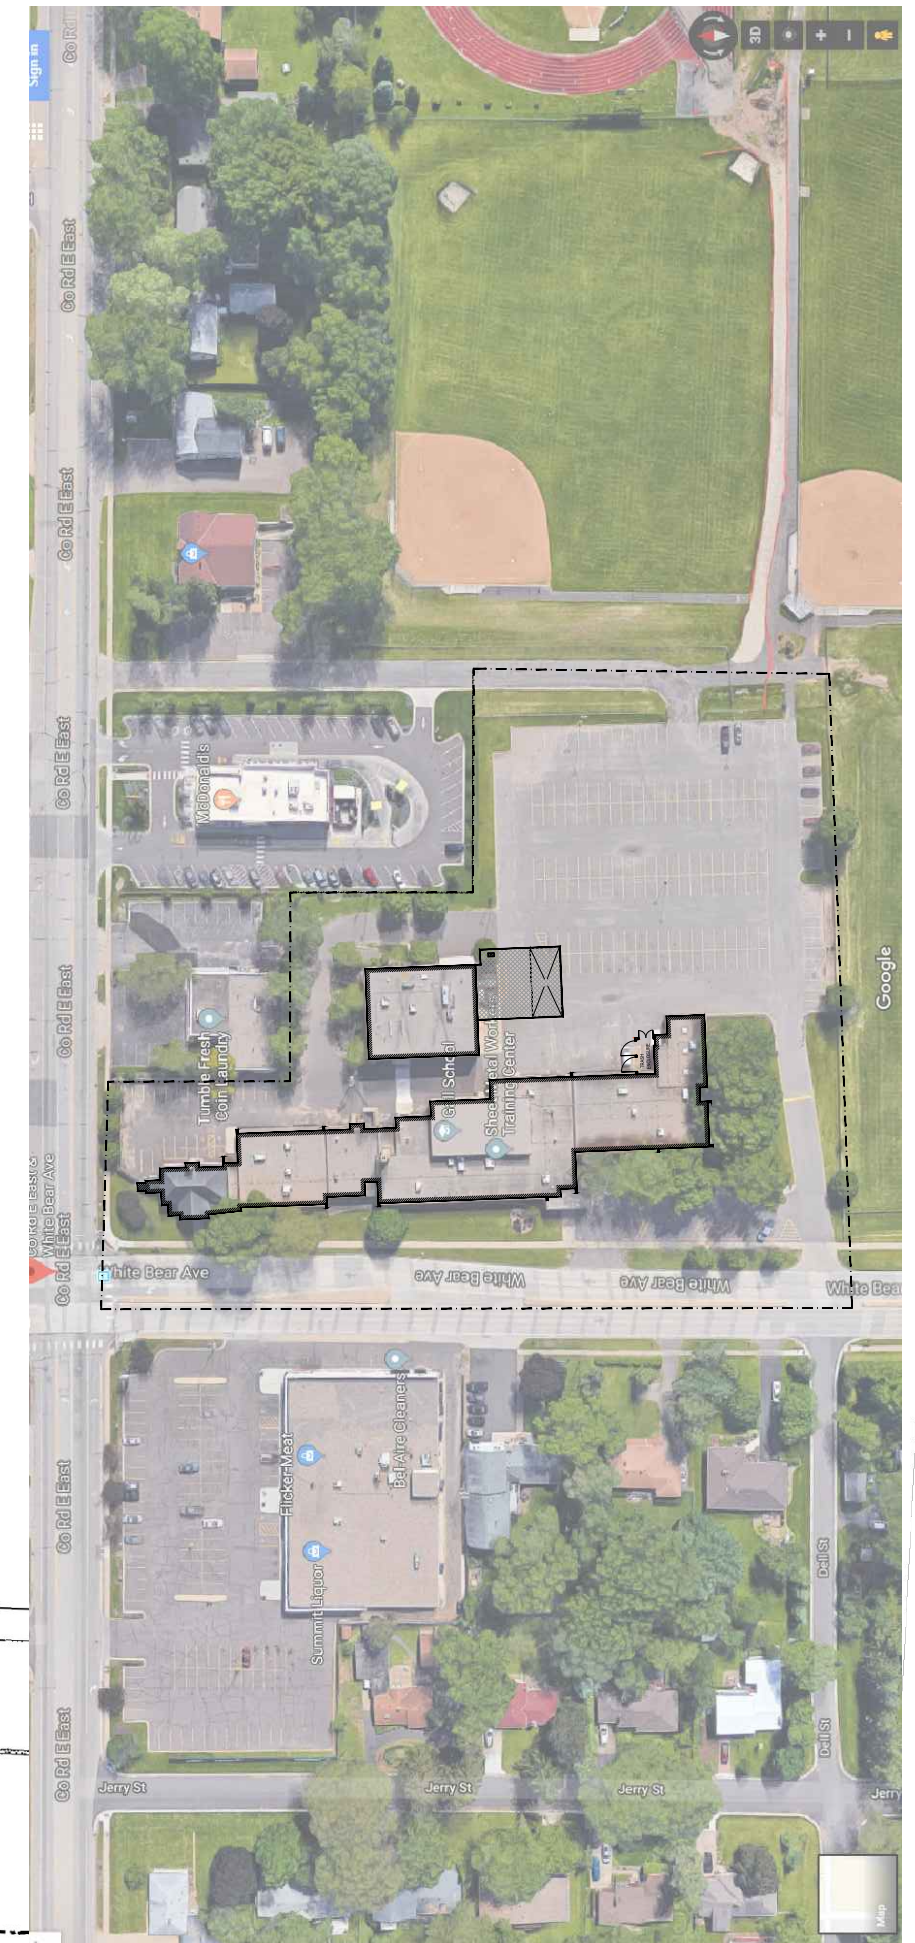 Sign in
3D
Co Rd
Co Rd E East
Co Rd E East
Co Rd E East
McDonald's
Co Rd E East
Tumble Fresh
Coin Laundry
School
Training Center
TRASH
Google
White Bear Ave
Co Rd E East
White Bear Ave
White Bear Ave
White Bear Ave
White Bea
Bel Aire Cleaners
Flicker Meat
Summit Liquor
Co Rd E East
Dell St
Dell St
Co Rd E East
Jerry St
Jerry St
Jerry St
Jerry
Map